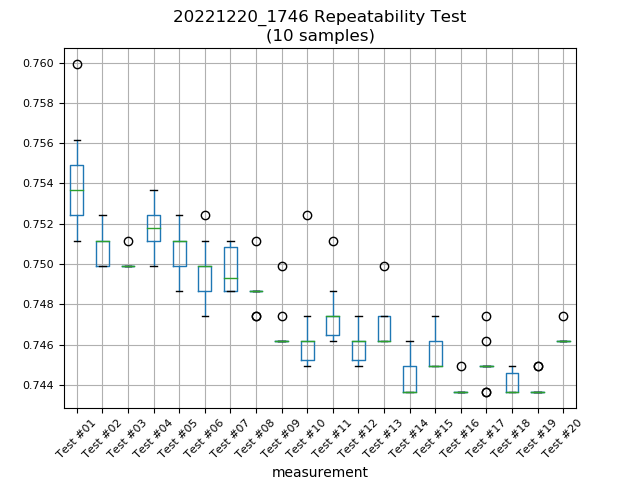 20221220_1746 Repeatability Test
(10 samples)
0.760
0.758
0.756
0.754
0.752
0.750
0.748
0.746
0.744
Test #01
Test #02
Test #03
Test #04
Test #05
Test #06
Test #07
Test #08
Test #09
Test #10
Test #11
Test #12
Test #13
Test #14
Test #15
Test #16
Test #17
Test #18
Test #19
Test #20
measurement